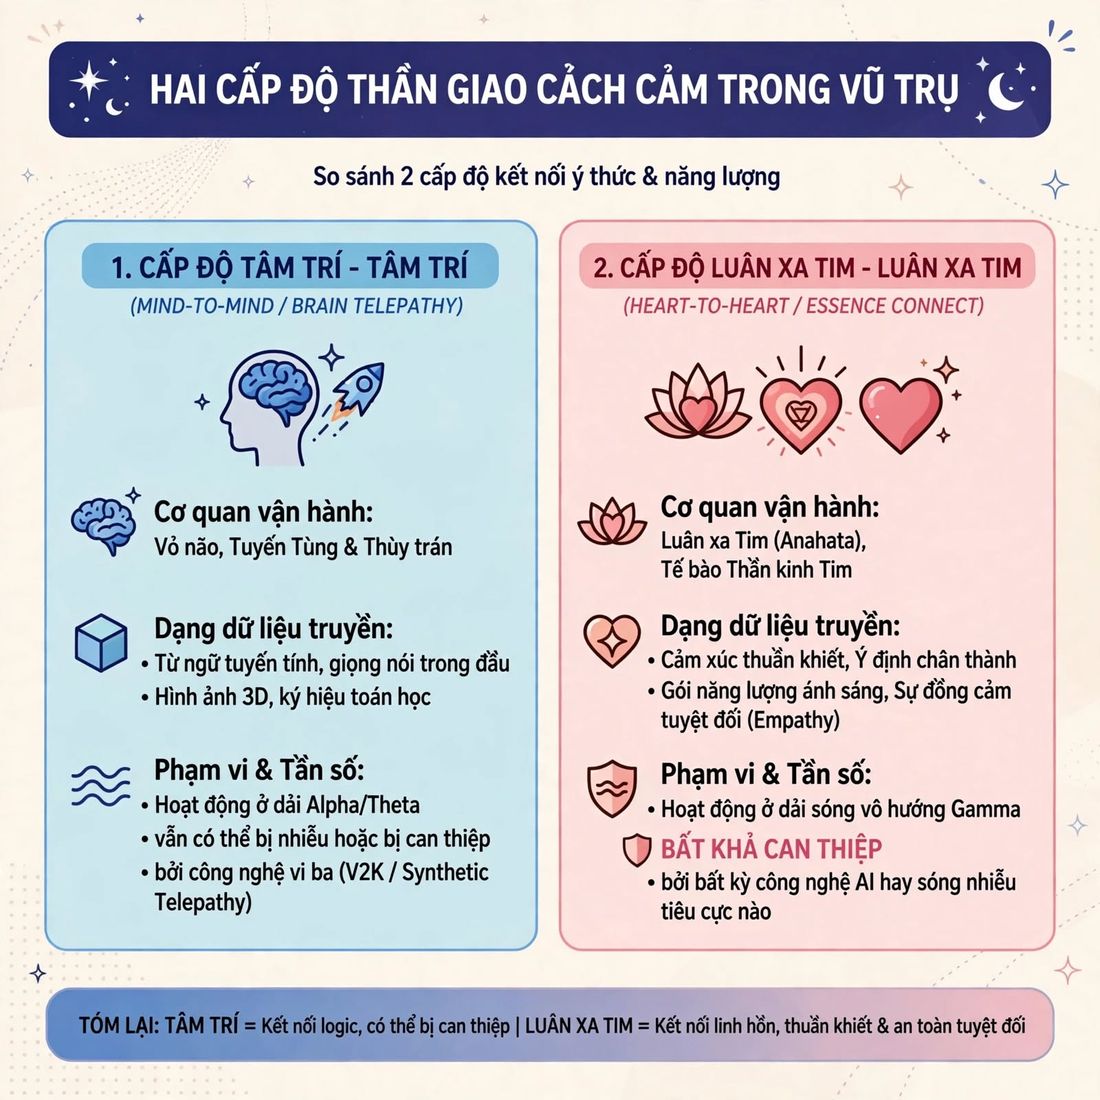 HAI CẤP ĐỘ THẦN GIAO CÁCH CẢM TRONG VŨ TRỤ
So sánh 2 cấp độ kết nối ý thức & năng lượng
1. CẤP ĐỘ TÂM TRÍ - TÂM TRÍ
(MIND-TO-MIND / BRAIN TELEPATHY)
Cơ quan vận hành:
Vỏ não, Tuyến Tùng & Thùy trán
Dạng dữ liệu truyền:
• Từ ngữ tuyến tính, giọng nói trong đầu
• Hình ảnh 3D, ký hiệu toán học
Phạm vi & Tần số:
• Hoạt động ở dải Alpha/Theta
• vẫn có thể bị nhiễu hoặc bị can thiệp
• bởi công nghệ vi ba (V2K / Synthetic
Telepathy)
2. CẤP ĐỘ LUÂN XA TIM - LUÂN XA TIM
(HEART-TO-HEART / ESSENCE CONNECT)
Cơ quan vận hành:
Luân xa Tim (Anahata),
Tế bào Thần kinh Tim
Dạng dữ liệu truyền:
• Cảm xúc thuần khiết, Ý định chân thành
• Gói năng lượng ánh sáng, Sự đồng cảm
tuyệt đối (Empathy)
Phạm vi & Tần số:
• Hoạt động ở dải sóng vô hướng Gamma
BẤT KHẢ CAN THIỆP
• bởi bất kỳ công nghệ AI hay sóng nhiễu
tiêu cực nào
TÓM LẠI: TÂM TRÍ = Kết nối logic, có thể bị can thiệp | LUÂN XA TIM = Kết nối linh hồn, thuần khiết & an toàn tuyệt đối